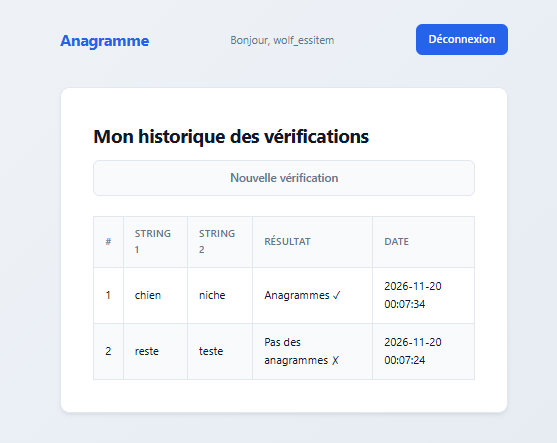 Anagramme
Bonjour, wolf_essitem
Déconnexion
Mon historique des vérifications
Nouvelle vérification
# STRING 1 STRING 2 RÉSULTAT DATE
1 chien niche Anagrammes ✓ 2026-11-20 00:07:34
2 reste teste Pas des anagrammes ✗ 2026-11-20 00:07:24